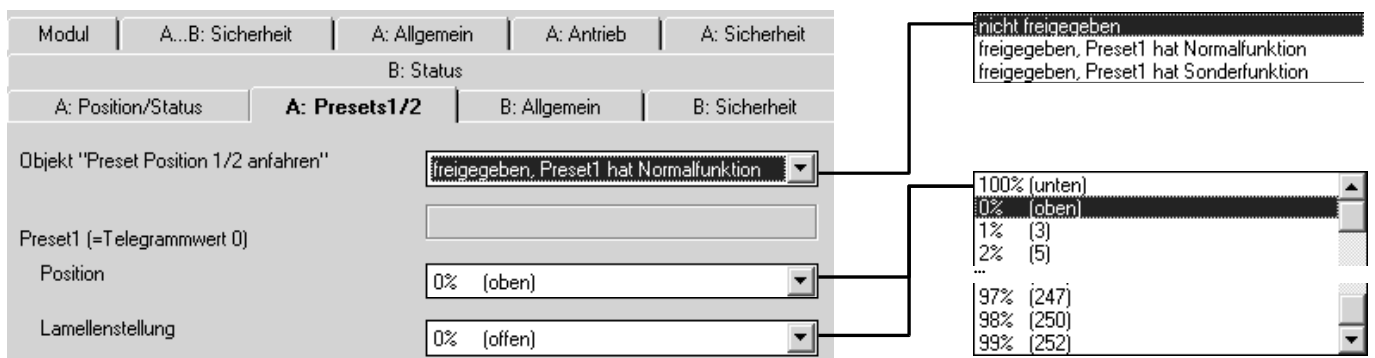 Modul
A...B: Sicherheit
A: Allgemein
A: Antrieb
A: Sicherheit
B: Status
A: Position/Status
A: Presets1/2
B: Allgemein
B: Sicherheit
Objekt "Preset Position 1/2 anfahren"
freigegeben, Preset1 hat Normalfunktion
Preset1 (=Telegrammwert 0)
Position
0% (oben)
Lamellenstellung
0% (offen)
nicht freigegeben
freigegeben, Preset1 hat Normalfunktion
freigegeben, Preset1 hat Sonderfunktion
100% (unten)
0% (oben)
1% (3)
2% (5)
...
97% (247)
98% (250)
99% (252)